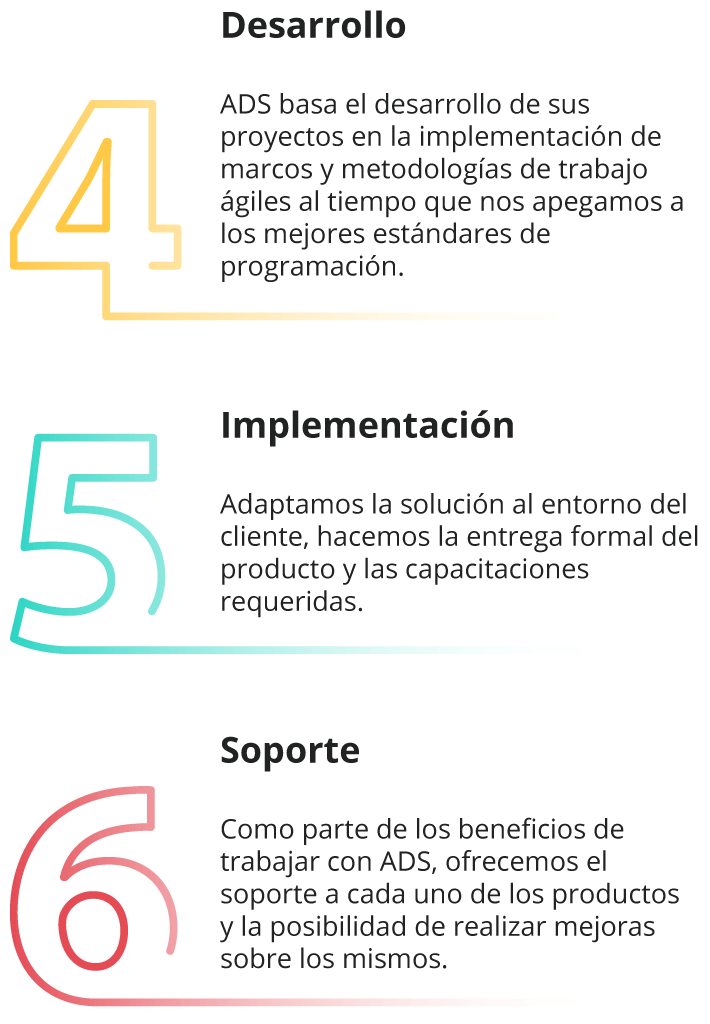 Desarrollo
4
ADS basa el desarrollo de sus
proyectos en la implementación de
marcos y metodologías de trabajo
ágiles al tiempo que nos apegamos a
los mejores estándares de
programación.
Implementación
5
Adaptamos la solución al entorno del
cliente, hacemos la entrega formal del
producto y las capacitaciones
requeridas.
Soporte
6
Como parte de los beneficios de
trabajar con ADS, ofrecemos el
soporte a cada uno de los productos
y la posibilidad de realizar mejoras
sobre los mismos.